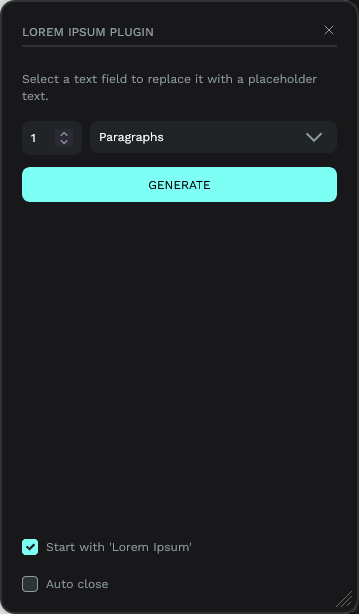 LOREM IPSUM PLUGIN
Select a text field to replace it with a placeholder
text.
1
Paragraphs
GENERATE
Start with 'Lorem Ipsum'
Auto close